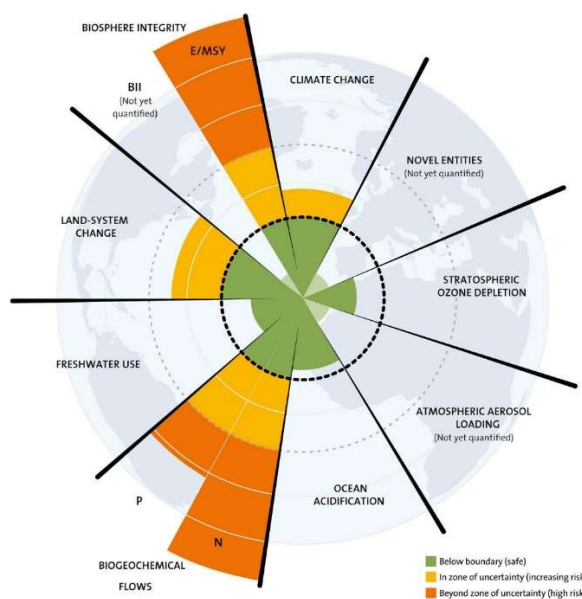 BIOSPHERE INTEGRITY
E/MSY
CLIMATE CHANGE
BII
(Not yet
quantified)
NOVEL ENTITIES
(Not yet quantified)
LAND-SYSTEM
CHANGE
STRATOSPHERIC
OZONE DEPLETION
FRESHWATER USE
ATMOSPHERIC AEROSOL
LOADING
(Not yet quantified)
OCEAN
ACIDIFICATION
P
N
BIOGEOCHEMICAL
FLOWS
Below boundary (safe)
In zone of uncertainty (increasing risk
Beyond zone of uncertainty (high risk)